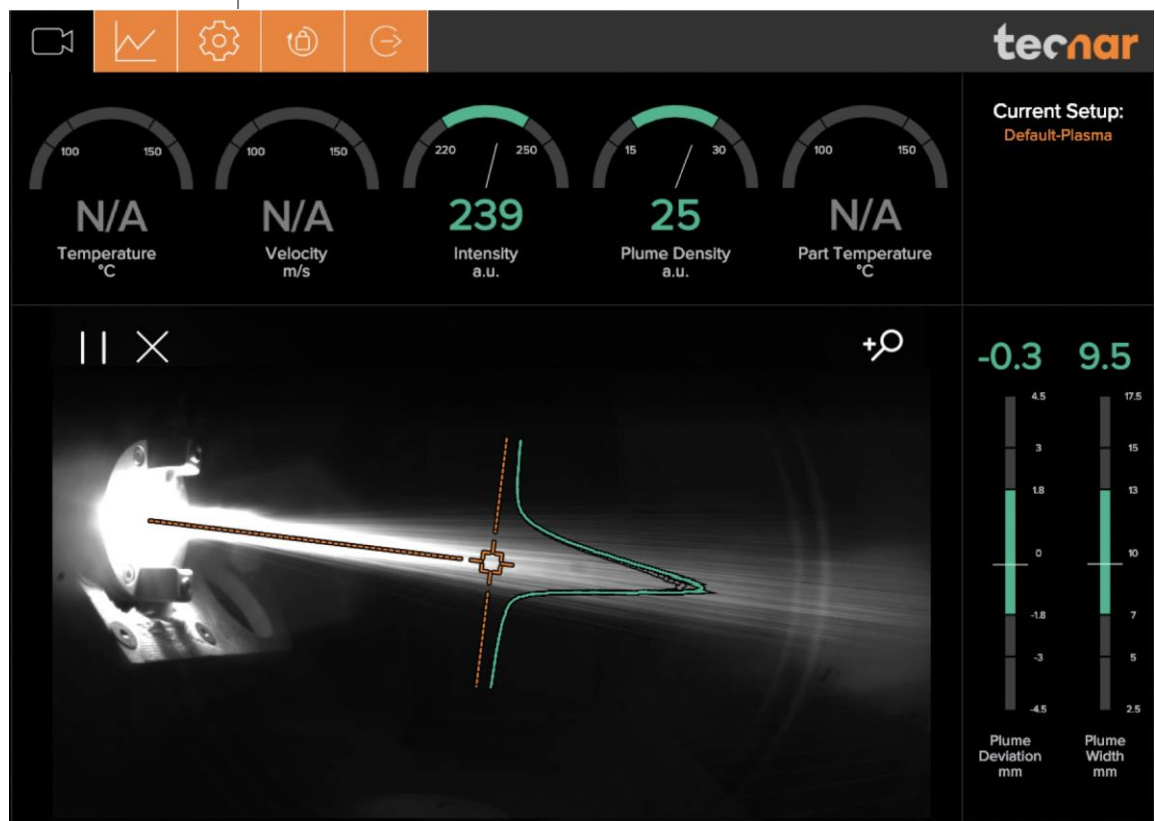 tecnar
Current Setup:
Default-Plasma
100 150
N/A
Temperature
°C
100 150
N/A
Velocity
m/s
220 250
239
Intensity
a.u.
15 30
25
Plume Density
a.u.
100 150
N/A
Part Temperature
°C
-0.3
4.5
3
1.8
0
-1.8
-3
-4.5
Plume
Deviation
mm
9.5
17.5
15
13
10
7
5
2.5
Plume
Width
mm